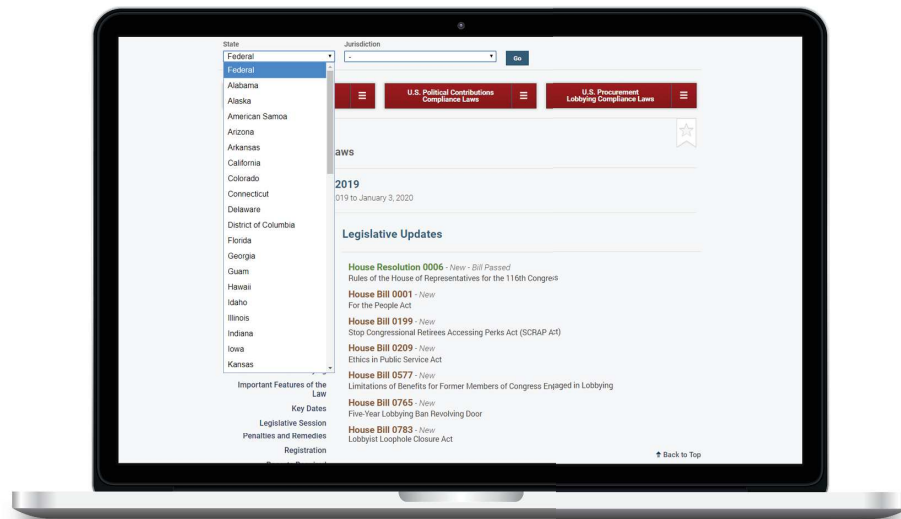 State
Jurisdiction
Federal
-
Go
Federal
Alabama
Alaska
American Samoa
Arizona
Arkansas
California
Colorado
Connecticut
Delaware
District of Columbia
Florida
Georgia
Guam
Hawaii
Idaho
Illinois
Indiana
Iowa
Kansas
U.S. Political Contributions
Compliance Laws
U.S. Procurement
Lobbying Compliance Laws
aws
2019
019 to January 3, 2020
Legislative Updates
House Resolution 0006 - New - Bill Passed
Rules of the House of Representatives for the 116th Congress
House Bill 0001 - New
For the People Act
House Bill 0199 - New
Stop Congressional Retirees Accessing Perks Act (SCRAP Act)
House Bill 0209 - New
Ethics in Public Service Act
House Bill 0577 - New
Limitations of Benefits for Former Members of Congress Engaged in Lobbying
House Bill 0765 - New
Five-Year Lobbying Ban Revolving Door
House Bill 0783 - New
Lobbyist Loophole Closure Act
Important Features of the
Law
Key Dates
Legislative Session
Penalties and Remedies
Registration
Back to Top